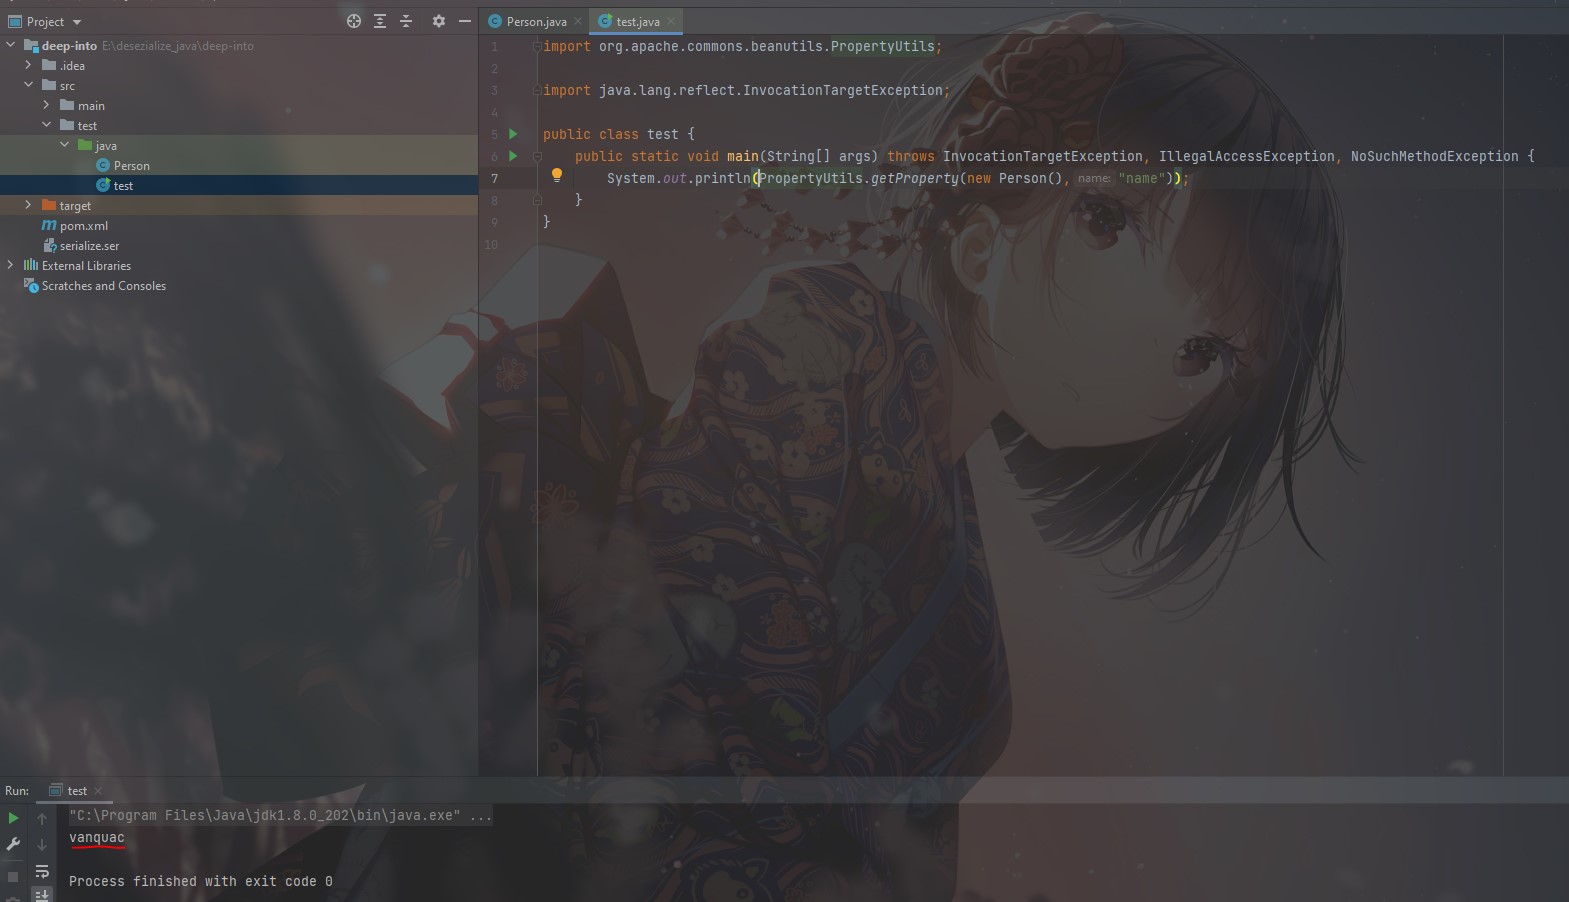 Project
Person.java
test.java
deep-into E:\desezialize_java\deep-into
.idea
src
main
test
java
Person
test
target
pom.xml
serialize.ser
External Libraries
Scratches and Consoles
1 import org.apache.commons.beanutils.PropertyUtils;
2
3 import java.lang.reflect.InvocationTargetException;
4
5 public class test {
6 public static void main(String[] args) throws InvocationTargetException, IllegalAccessException, NoSuchMethodException {
7 System.out.println(PropertyUtils.getProperty(new Person(), name: "name"));
8 }
9 }
10
Run: test
"C:\Program Files\Java\jdk1.8.0_202\bin\java.exe" ...
vanquac
Process finished with exit code 0